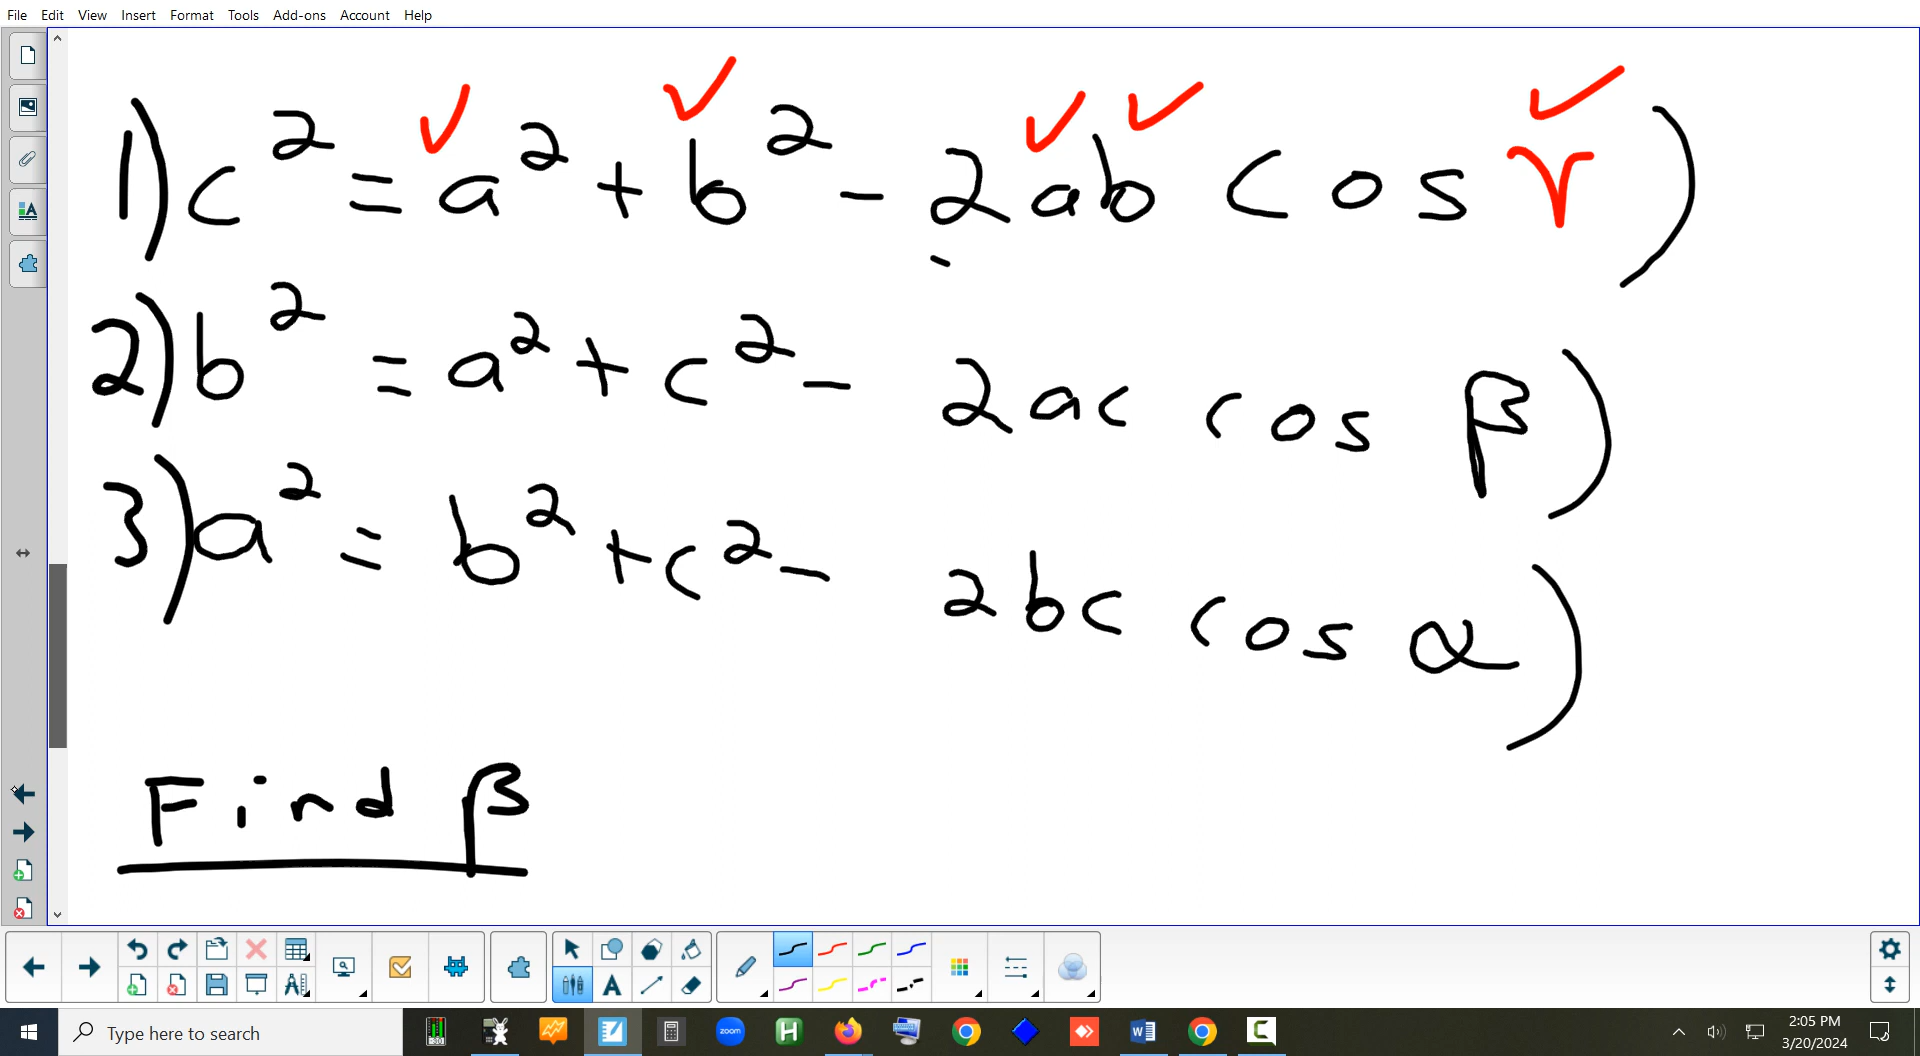 File Edit View Insert Format Tools Add-ons Account Help
1) c² = a² + b² - 2ab cos γ)
2) b² = a² + c² - 2ac cos β)
3) a² = b² + c² - 2bc cos α)
Find β
A
zoom
H
W
C
Type here to search
2:05 PM
3/20/2024